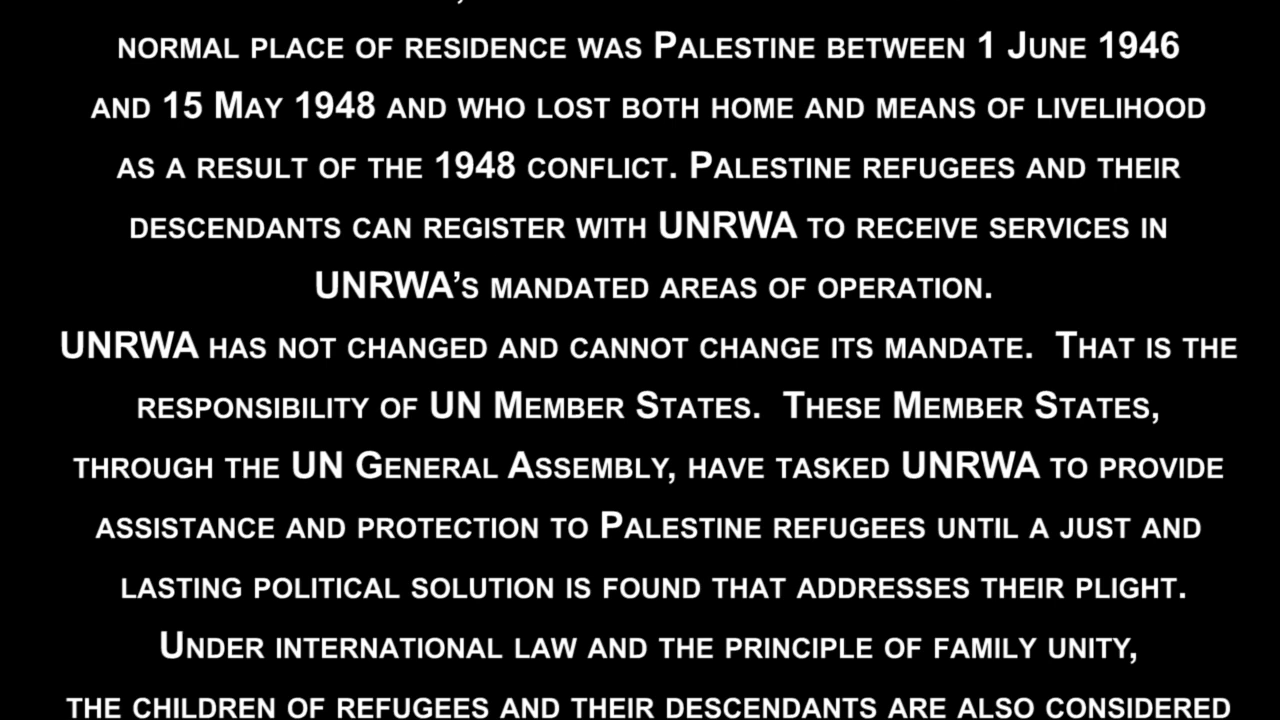 normal place of residence was Palestine between 1 June 1946
and 15 May 1948 and who lost both home and means of livelihood
as a result of the 1948 conflict. Palestine refugees and their
descendants can register with UNRWA to receive services in
UNRWA’s mandated areas of operation.
UNRWA has not changed and cannot change its mandate.  That is the
responsibility of UN Member States.  These Member States,
through the UN General Assembly, have tasked UNRWA to provide
assistance and protection to Palestine refugees until a just and
lasting political solution is found that addresses their plight.
Under international law and the principle of family unity,
the children of refugees and their descendants are also considered